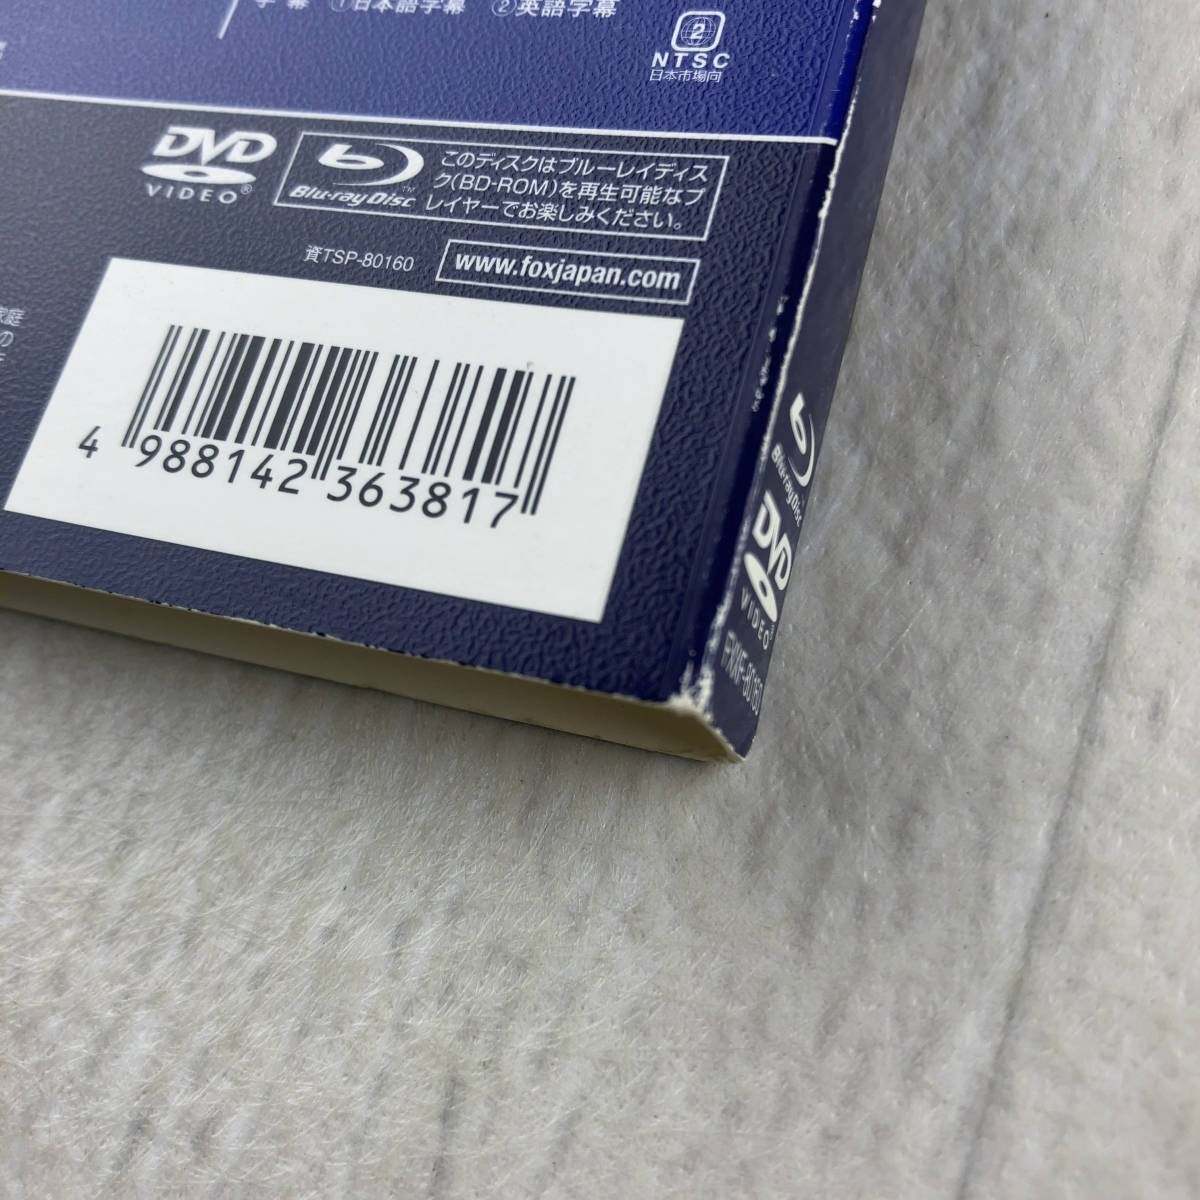 字幕 ①日本語字幕 ②英語字幕
2
NTSC
日本市場向
DVD
VIDEO®
Blu-ray Disc™
このディスクはブルーレイディス
ク(BD-ROM)を再生可能なプ
レイヤーでお楽しみください。
資TSP-80160
www.foxjapan.com
家庭
の
4 988142 363817
Blu-ray Disc
DVD
VIDEO